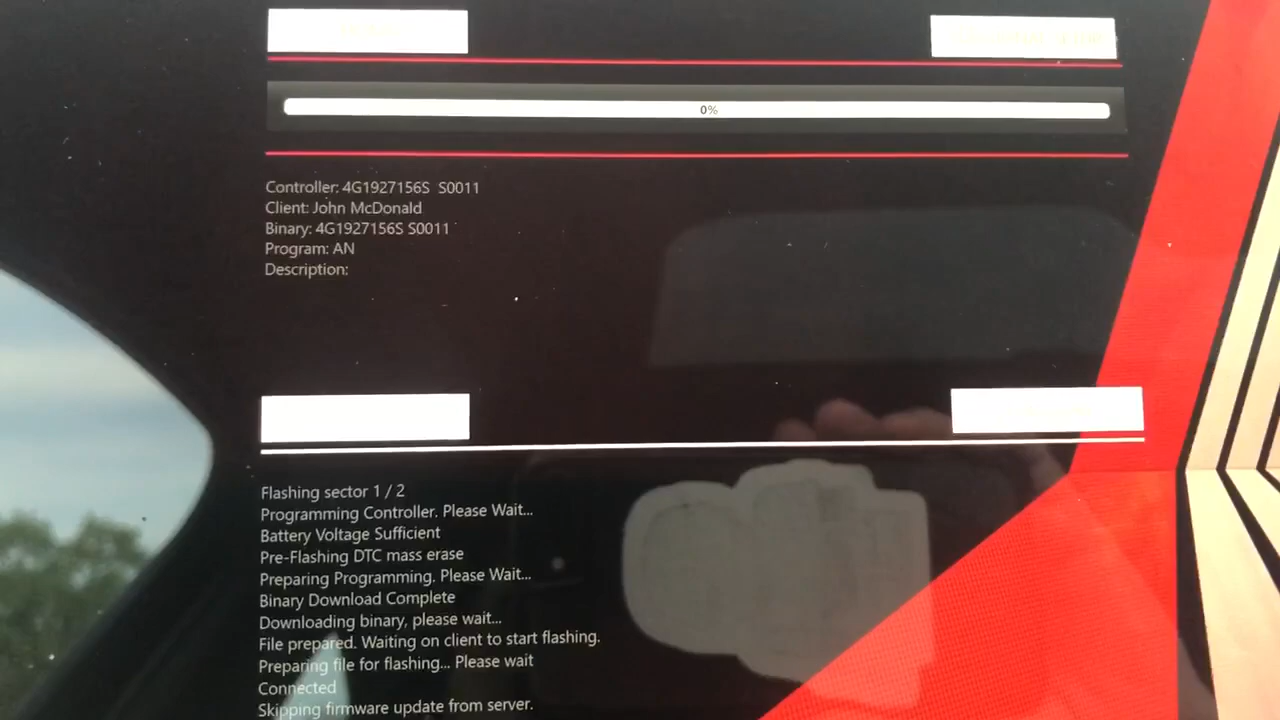 0%
Controller: 4G1927156S S0011
Client: John McDonald
Binary: 4G1927156S S0011
Program: AN
Description:
Flashing sector 1 / 2
Programming Controller. Please Wait...
Battery Voltage Sufficient
Pre-Flashing DTC mass erase
Preparing Programming. Please Wait...
Binary Download Complete
Downloading binary, please wait...
File prepared. Waiting on client to start flashing.
Preparing file for flashing... Please wait
Connected
Skipping firmware update from server.